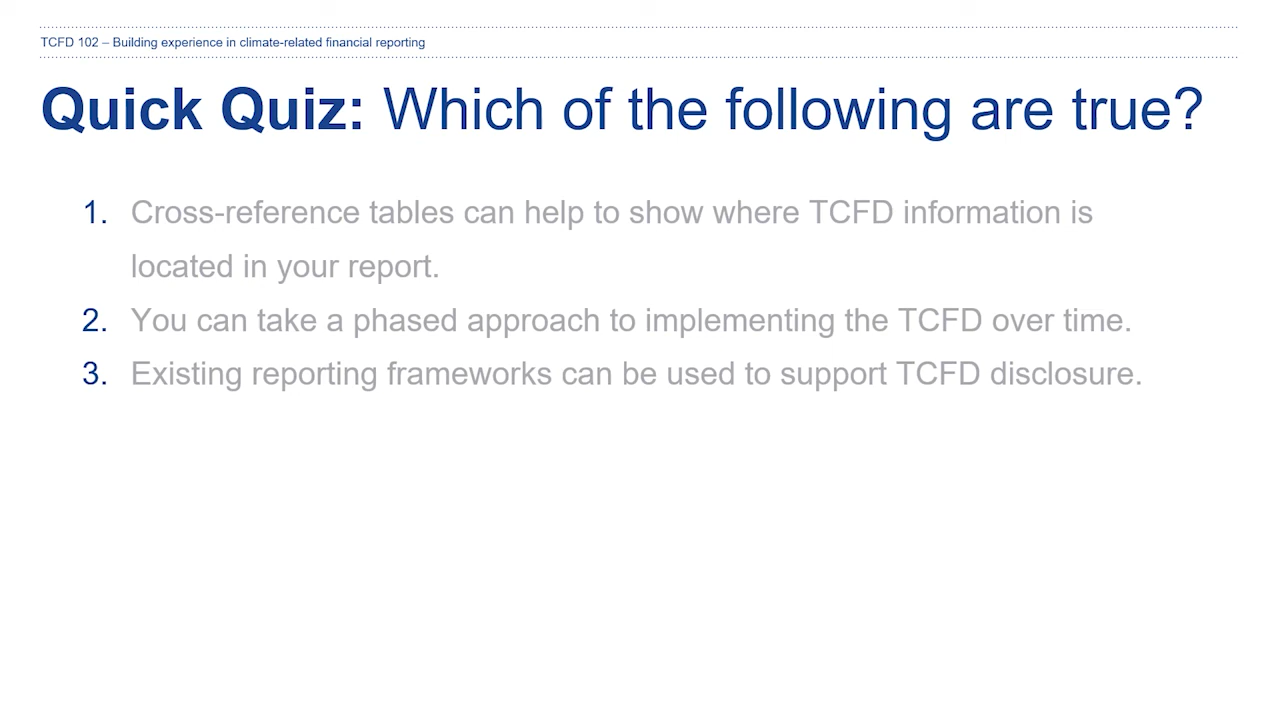 TCFD 102 – Building experience in climate-related financial reporting
Quick Quiz: Which of the following are true?
1. Cross-reference tables can help to show where TCFD information is
located in your report.
2. You can take a phased approach to implementing the TCFD over time.
3. Existing reporting frameworks can be used to support TCFD disclosure.